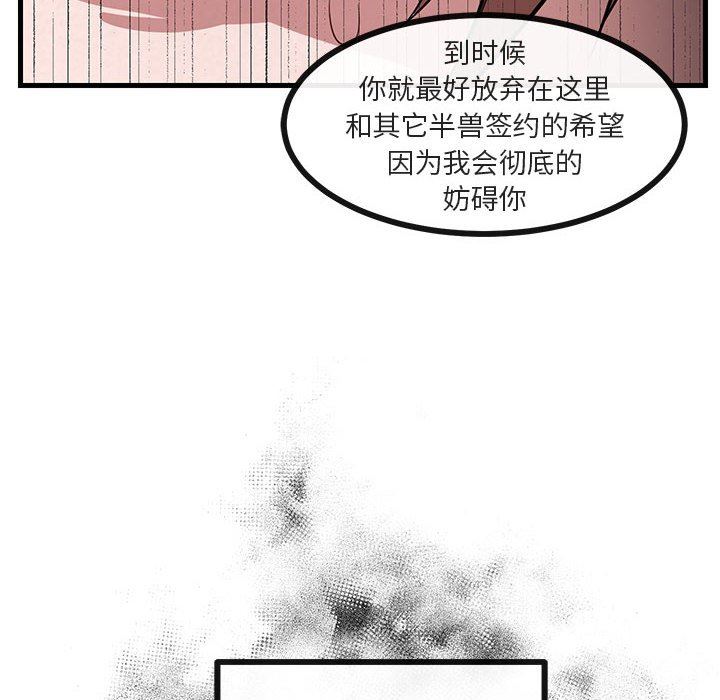 到时候
你就最好放弃在这里
和其它半兽签约的希望
因为我会彻底的
妨碍你